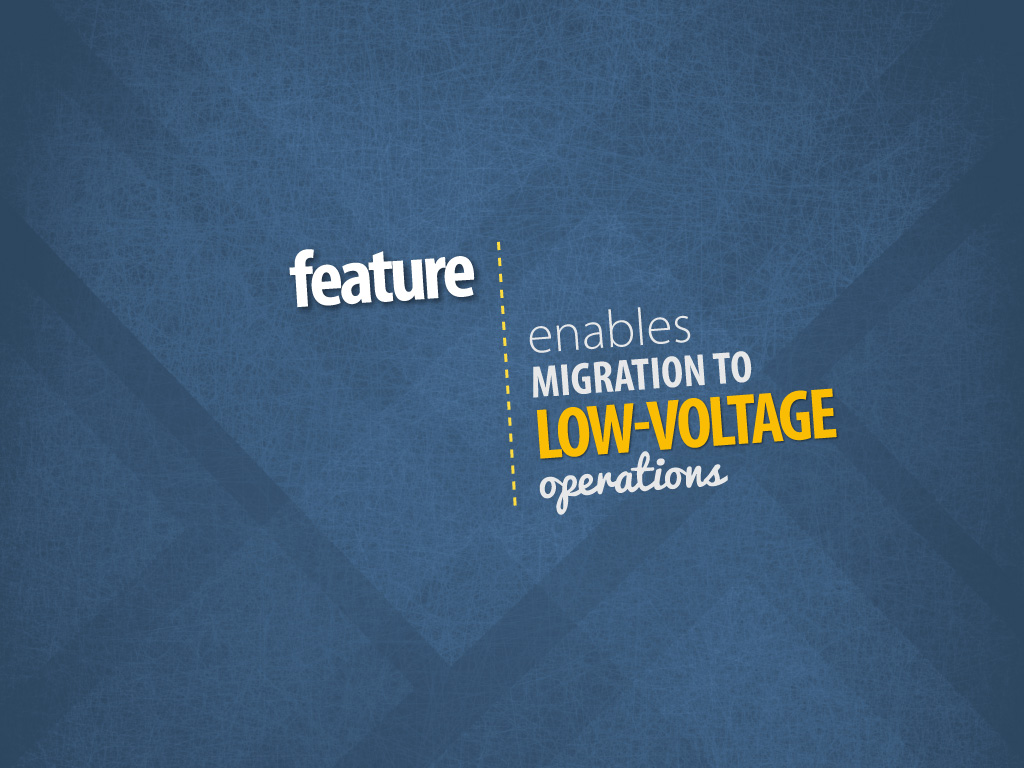 feature
enables
MIGRATION TO
LOW-VOLTAGE
operations